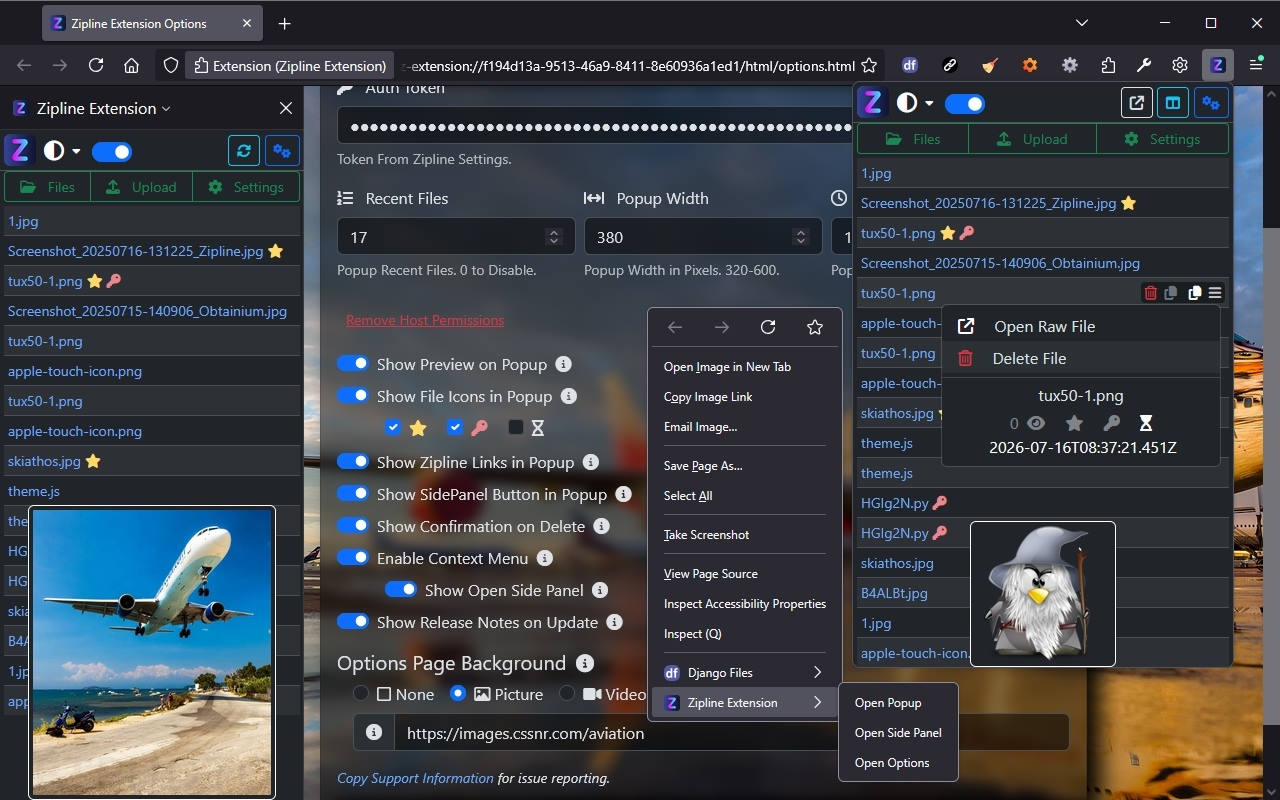 Zipline Extension Options
Extension (Zipline Extension)
-extension://f194d13a-9513-46a9-8411-8e60936a1ed1/html/options.html
df
Z
Zipline Extension
Files
Upload
Settings
1.jpg
Screenshot_20250716-131225_Zipline.jpg
tux50-1.png
Screenshot_20250715-140906_Obtainium.jpg
tux50-1.png
apple-touch-icon.png
tux50-1.png
apple-touch-icon.png
skiathos.jpg
theme.js
the
HG
HG
skia
B4A
1.jp
app
Auth Token
Token From Zipline Settings.
Recent Files
Popup Width
17
380
1
Popup Recent Files. 0 to Disable.
Popup Width in Pixels. 320-600.
Pop
Remove Host Permissions
Show Preview on Popup
Show File Icons in Popup
Show Zipline Links in Popup
Show SidePanel Button in Popup
Show Confirmation on Delete
Enable Context Menu
Show Open Side Panel
Show Release Notes on Update
Options Page Background
None
Picture
Video
https://images.cssnr.com/aviation
Copy Support Information for issue reporting.
Open Image in New Tab
Copy Image Link
Email Image...
Save Page As...
Select All
Take Screenshot
View Page Source
Inspect Accessibility Properties
Inspect (Q)
df Django Files
Z Zipline Extension
Open Popup
Open Side Panel
Open Options
Z
Files
Upload
Settings
1.jpg
Screenshot_20250716-131225_Zipline.jpg
tux50-1.png
Screenshot_20250715-140906_Obtainium.jpg
tux50-1.png
apple-touch-
tux50-1.png
apple-touch-
skiathos.jpg
theme.js
theme.js
HGIg2N.py
HGIg2N.py
skiathos.jpg
B4ALBt.jpg
1.jpg
apple-touch-icon.
Open Raw File
Delete File
tux50-1.png
0
2026-07-16T08:37:21.451Z